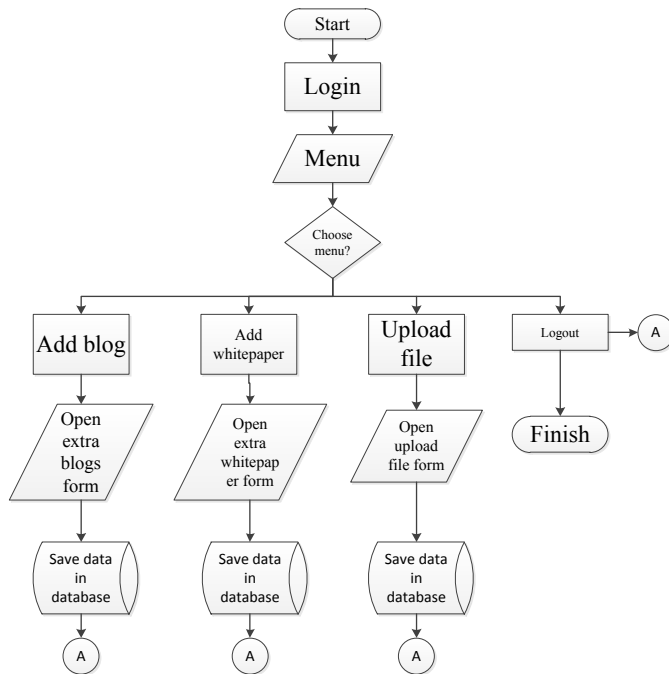 Start
Login
Menu
Choose
menu?
Add blog
Add
whitepaper
Upload
file
Logout
A
Open
extra
blogs
form
Open
extra
whitepap
er form
Open
upload
file form
Finish
Save data
in
database
Save data
in
database
Save data
in
database
A
A
A